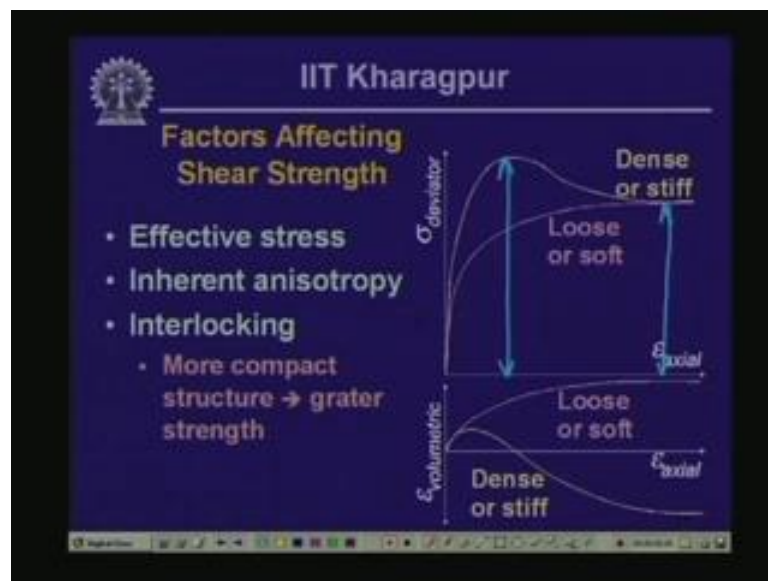 IIT Kharagpur
Factors Affecting
Shear Strength
• Effective stress
• Inherent anisotropy
• Interlocking
• More compact
structure → grater
strength
σdeviator
Dense
or stiff
Loose
or soft
εaxial
εvolumetric
Loose
or soft
εaxial
Dense
or stiff